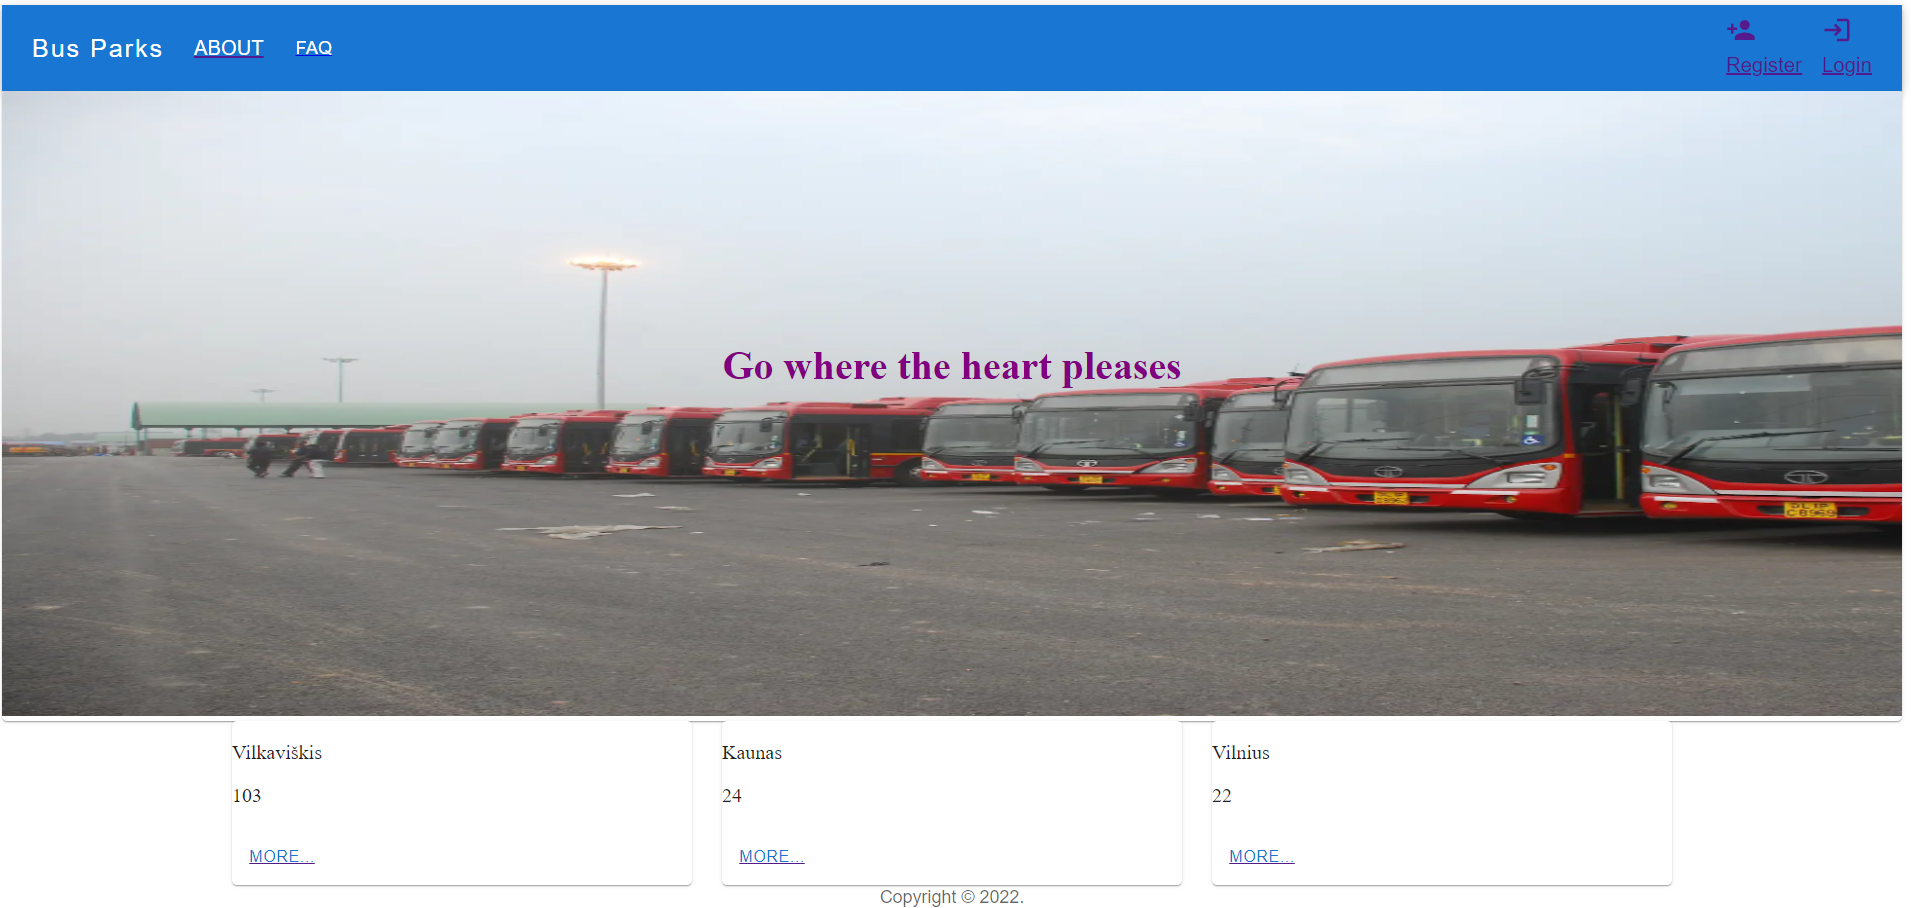 Bus Parks ABOUT FAQ Register Login
Go where the heart pleases
Vilkaviškis
103
MORE...
Kaunas
24
MORE...
Vilnius
22
MORE...
Copyright © 2022.